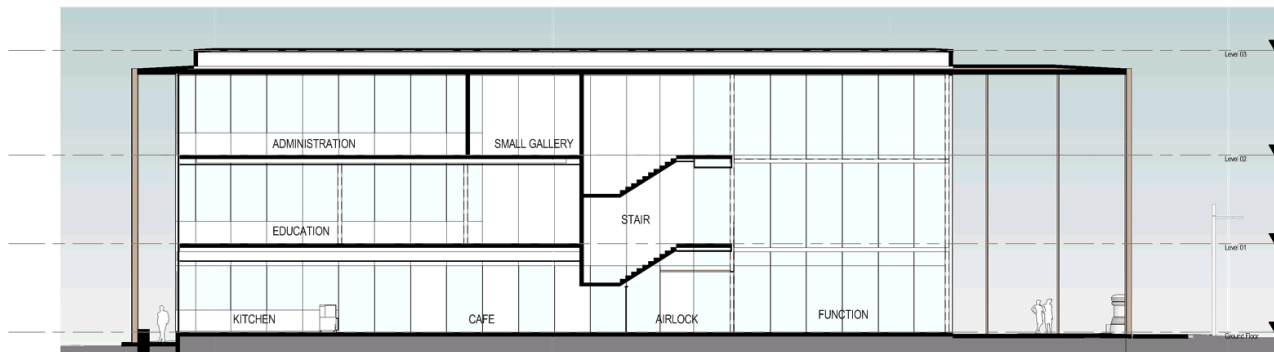 Level 03
ADMINISTRATION
SMALL GALLERY
Level 02
STAIR
EDUCATION
Level 01
KITCHEN
CAFE
AIRLOCK
FUNCTION
Ground Floor